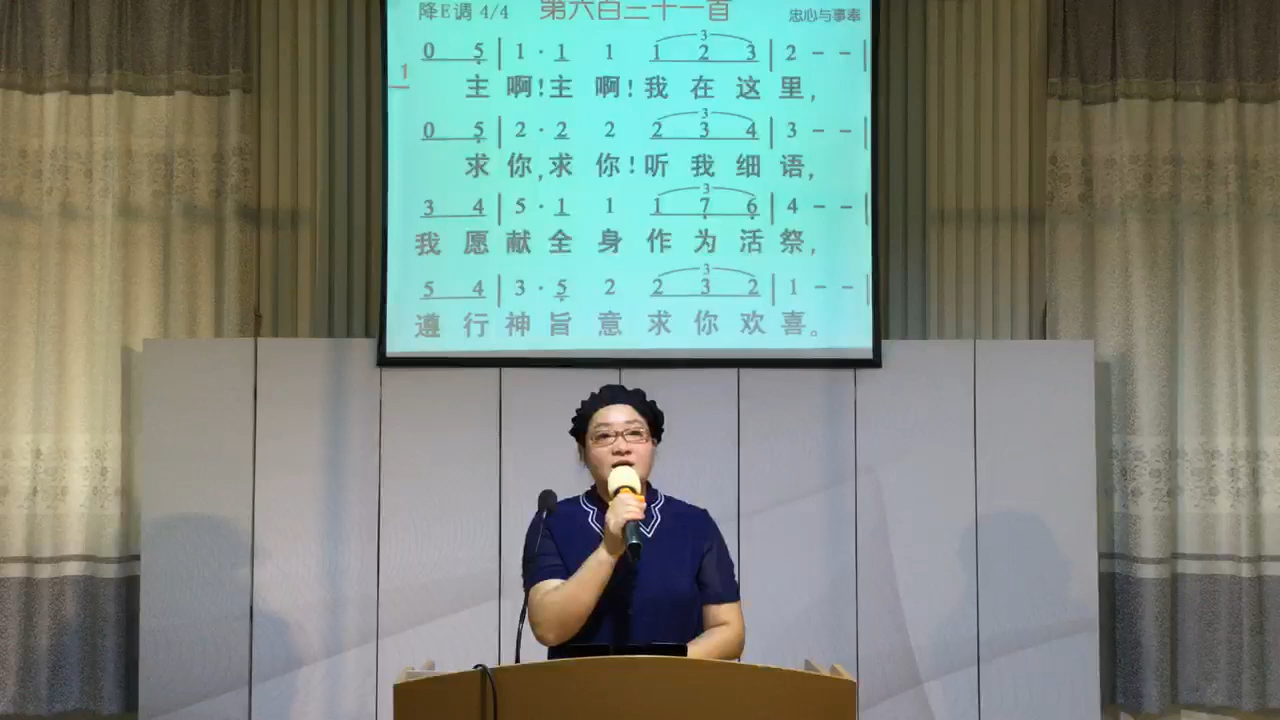 降E调 4/4 第六百三十一首 忠心与事奉
0 5 | 1 · 1 1 1 2 3 | 2 - - |
1 主啊!主啊!我在这里,
0 5 | 2 · 2 2 2 3 4 | 3 - - |
求你,求你!听我细语,
3 4 | 5 · 1 1 1 7 6 | 4 - - |
我愿献全身作为活祭,
5 4 | 3 · 5 2 2 3 2 | 1 - - |
遵行神旨意求你欢喜。